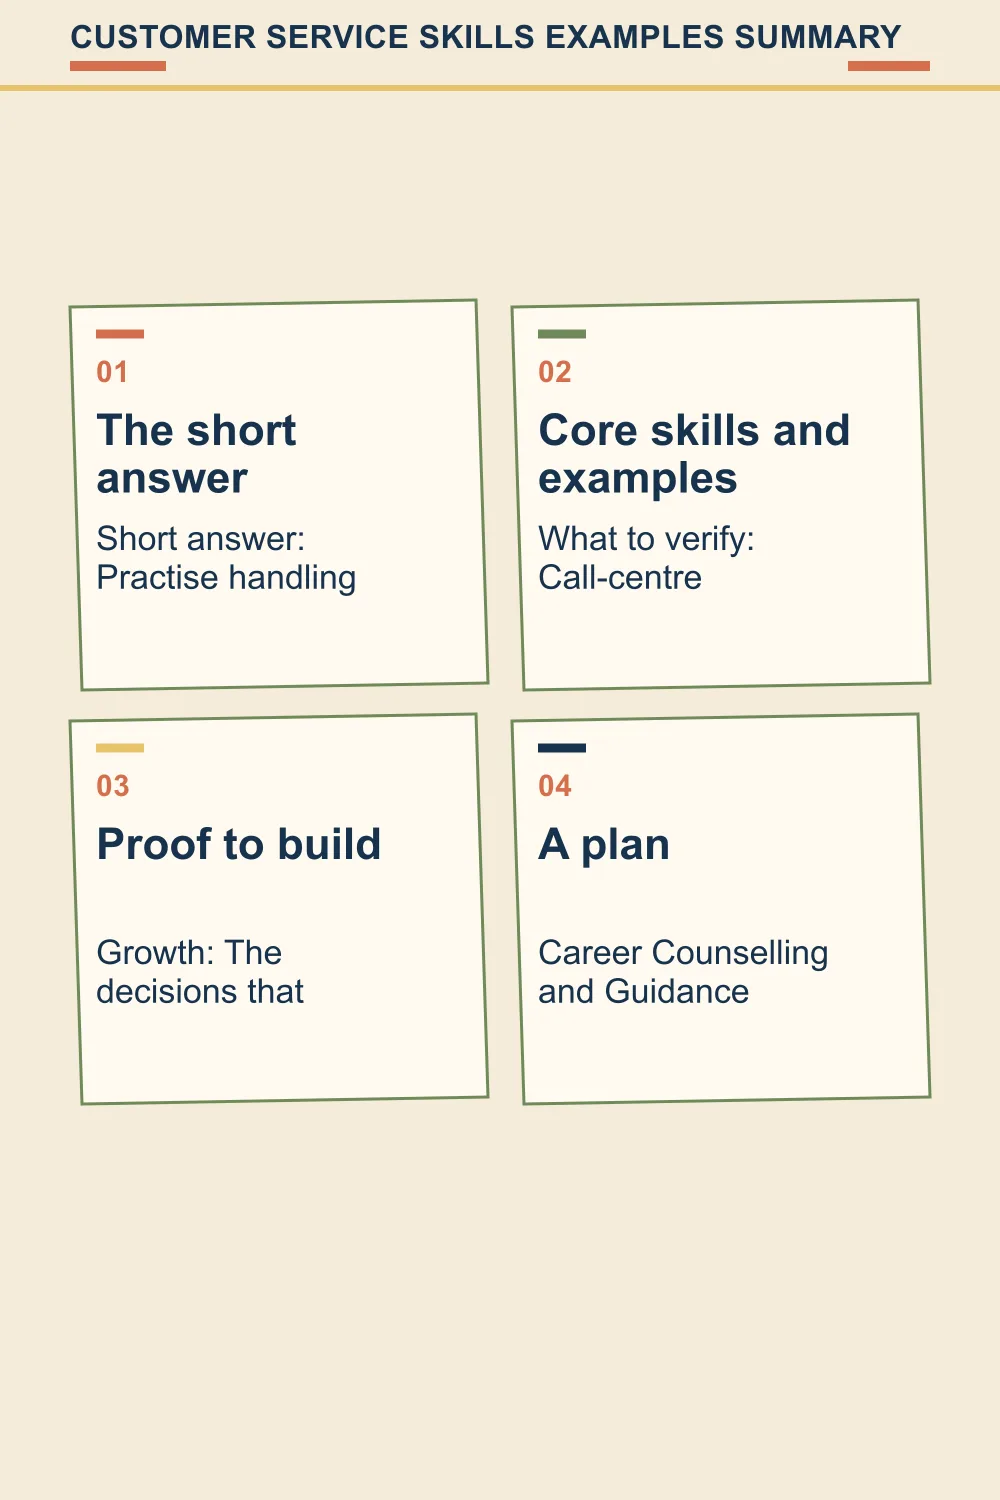 CUSTOMER SERVICE SKILLS EXAMPLES SUMMARY
01
The short
answer
Short answer:
Practise handling
02
Core skills and
examples
What to verify:
Call-centre
03
Proof to build
Growth: The
decisions that
04
A plan
Career Counselling
and Guidance